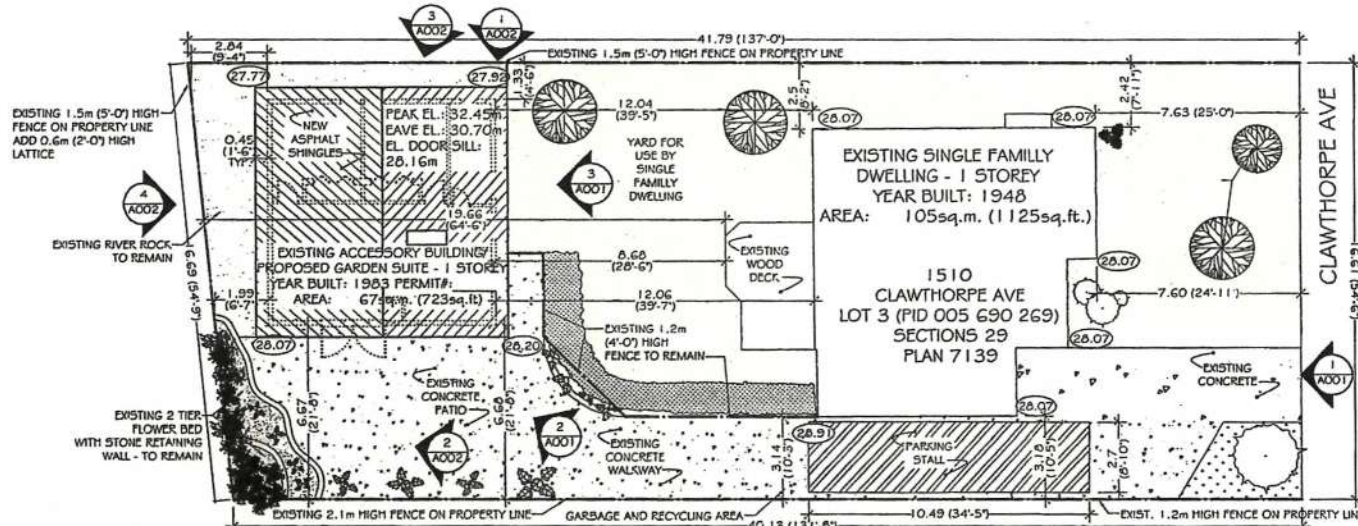 3
A002
1
A002
41.79 (137'-0")
EXISTING 1.5m (5'-0") HIGH FENCE ON PROPERTY LINE
2.84
(9'-4")
27.77
27.92
1.33
(4'-6")
2.5
(8'-2")
2.42
(7'-11")
EXISTING 1.5m (5'-0") HIGH
FENCE ON PROPERTY LINE
ADD 0.6m (2'-0") HIGH
LATTICE
0.45
(1'-6")
TYP.
NEW
ASPHALT
SHINGLES
PEAK EL.: 32.45m
EAVE EL.: 30.70m
EL. DOOR SILL:
28.16m
12.04
(39'-5")
YARD FOR
USE BY
SINGLE
FAMILLY
DWELLING
28.07
28.07
7.63 (25'-0")
EXISTING SINGLE FAMILLY
DWELLING - 1 STOREY
YEAR BUILT: 1948
AREA: 105sq.m. (1125sq.ft.)
CLAWTHORPE AVE
3
A001
4
A002
19.66
(64'-6")
EXISTING RIVER ROCK
TO REMAIN
EXISTING ACCESSORY BUILDING/
PROPOSED GARDEN SUITE - 1 STOREY
YEAR BUILT: 1983 PERMIT#:
AREA: 67sq.m. (723sq.ft)
8.68
(28'-6")
EXISTING
WOOD
DECK
28.07
1510
CLAWTHORPE AVE
LOT 3 (PID 005 690 269)
SECTIONS 29
PLAN 7139
7.60 (24'-11")
6.69 (54'-9")
1.99
(6'-7")
12.06
(39'-7")
EXISTING 1.2m
(4'-0") HIGH
FENCE TO REMAIN
28.07
28.20
28.07
EXISTING
CONCRETE
1
A001
EXISTING
CONCRETE
PATIO
6.67
(21'-8")
6.68
(21'-8")
EXISTING 2 TIER
FLOWER BED
WITH STONE RETAINING
WALL - TO REMAIN
2
A002
2
A001
EXISTING
CONCRETE
WALKWAY
28.07
28.91
3.14
(10'-3")
PARKING
STALL
3.18
(10'-5")
2.7
(8'-10")
EXISTING 2.1m HIGH FENCE ON PROPERTY LINE
GARBAGE AND RECYCLING AREA
10.49 (34'-5")
EXIST. 1.2m HIGH FENCE ON PROPERTY LINE